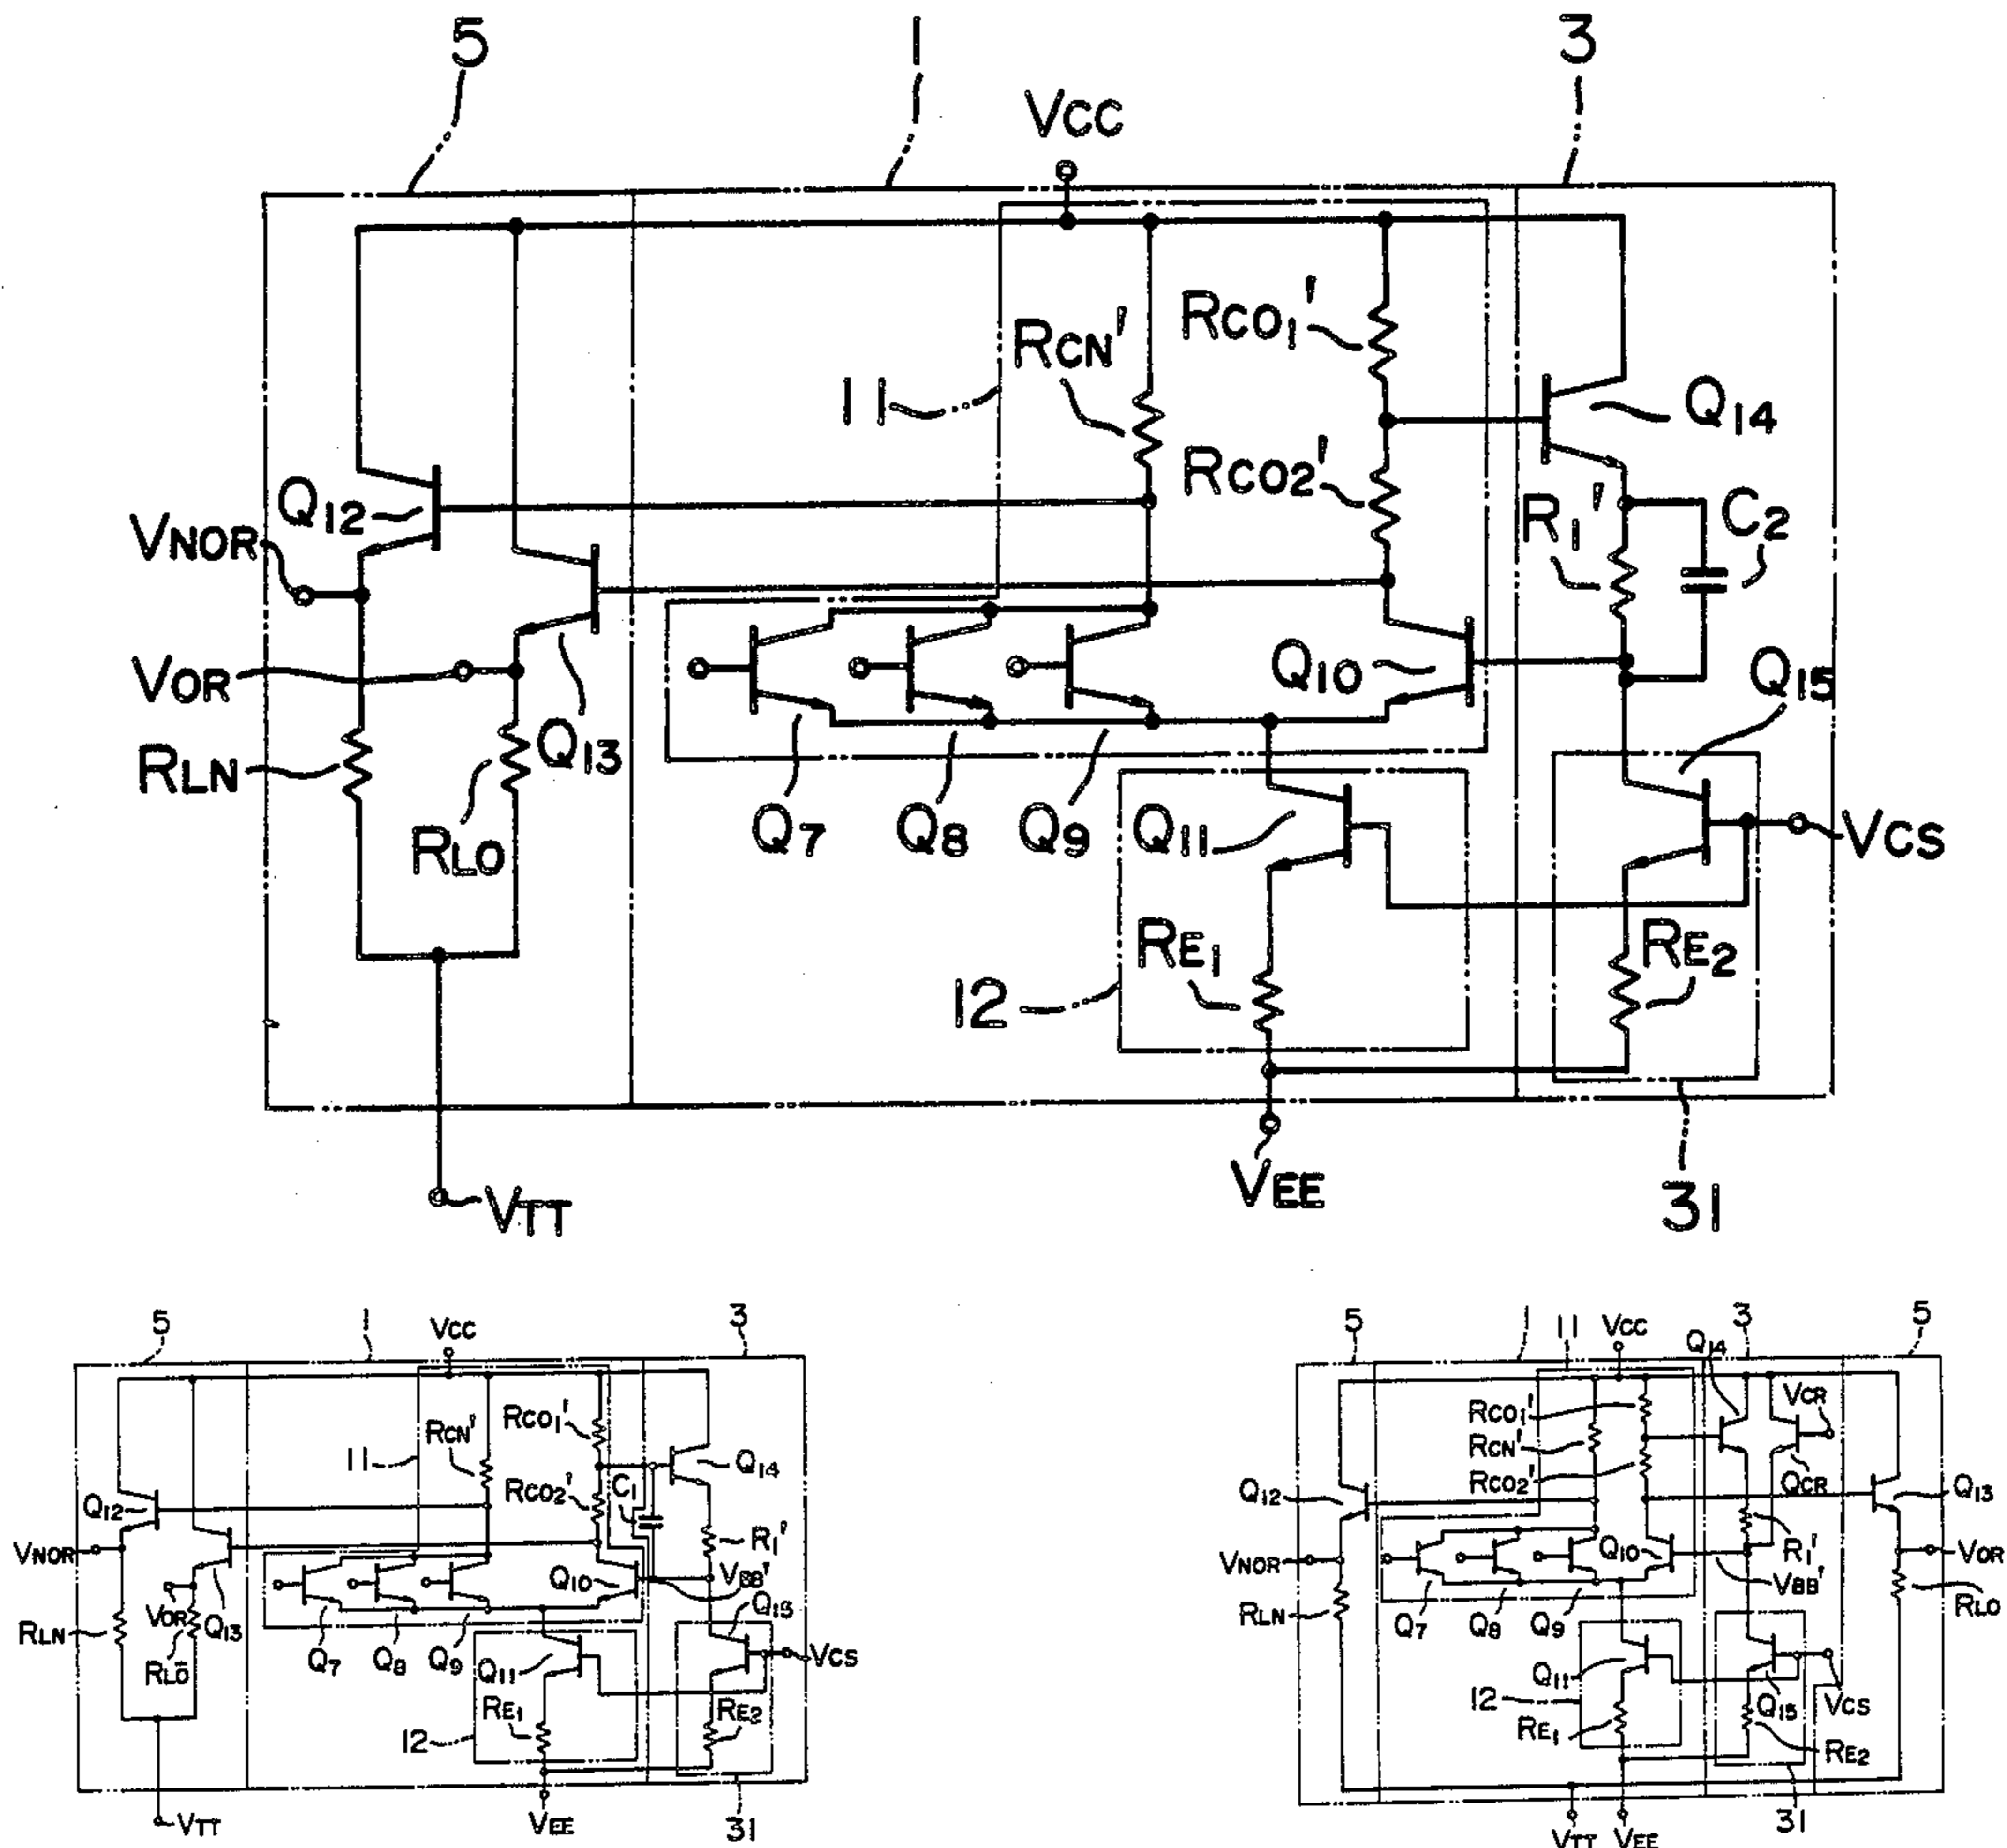 5 1 3
VCC
RCO1'
RCN'
11
Q14
RCO2'
Q12
R1' C2
VNOR
Q10 Q15
VOR
Q13
RLN
RLO
Q7 Q8 Q9 Q11 VCS
RE1 RE2
12
VEE
VTT
31
5 1 3
VCC
RCO1'
RCN'
11
Q14
RCO2' C1
Q12
R1'
VNOR
Q10 VBB'
VOR
Q15
RLN Q13
RLO
Q7 Q8 Q9 Q11 VCS
RE1 RE2
12
VTT VEE 31
1 11 VCC 3 5
Q14
VCR
RCO1'
RCN'
RCO2'
QCR
Q12 Q13
R1'
VNOR Q10 VOR
VBB'
RLN RLO
Q7 Q8 Q9
Q11
12 Q15 VCS
RE1 RE2
31
VTT VEE
5